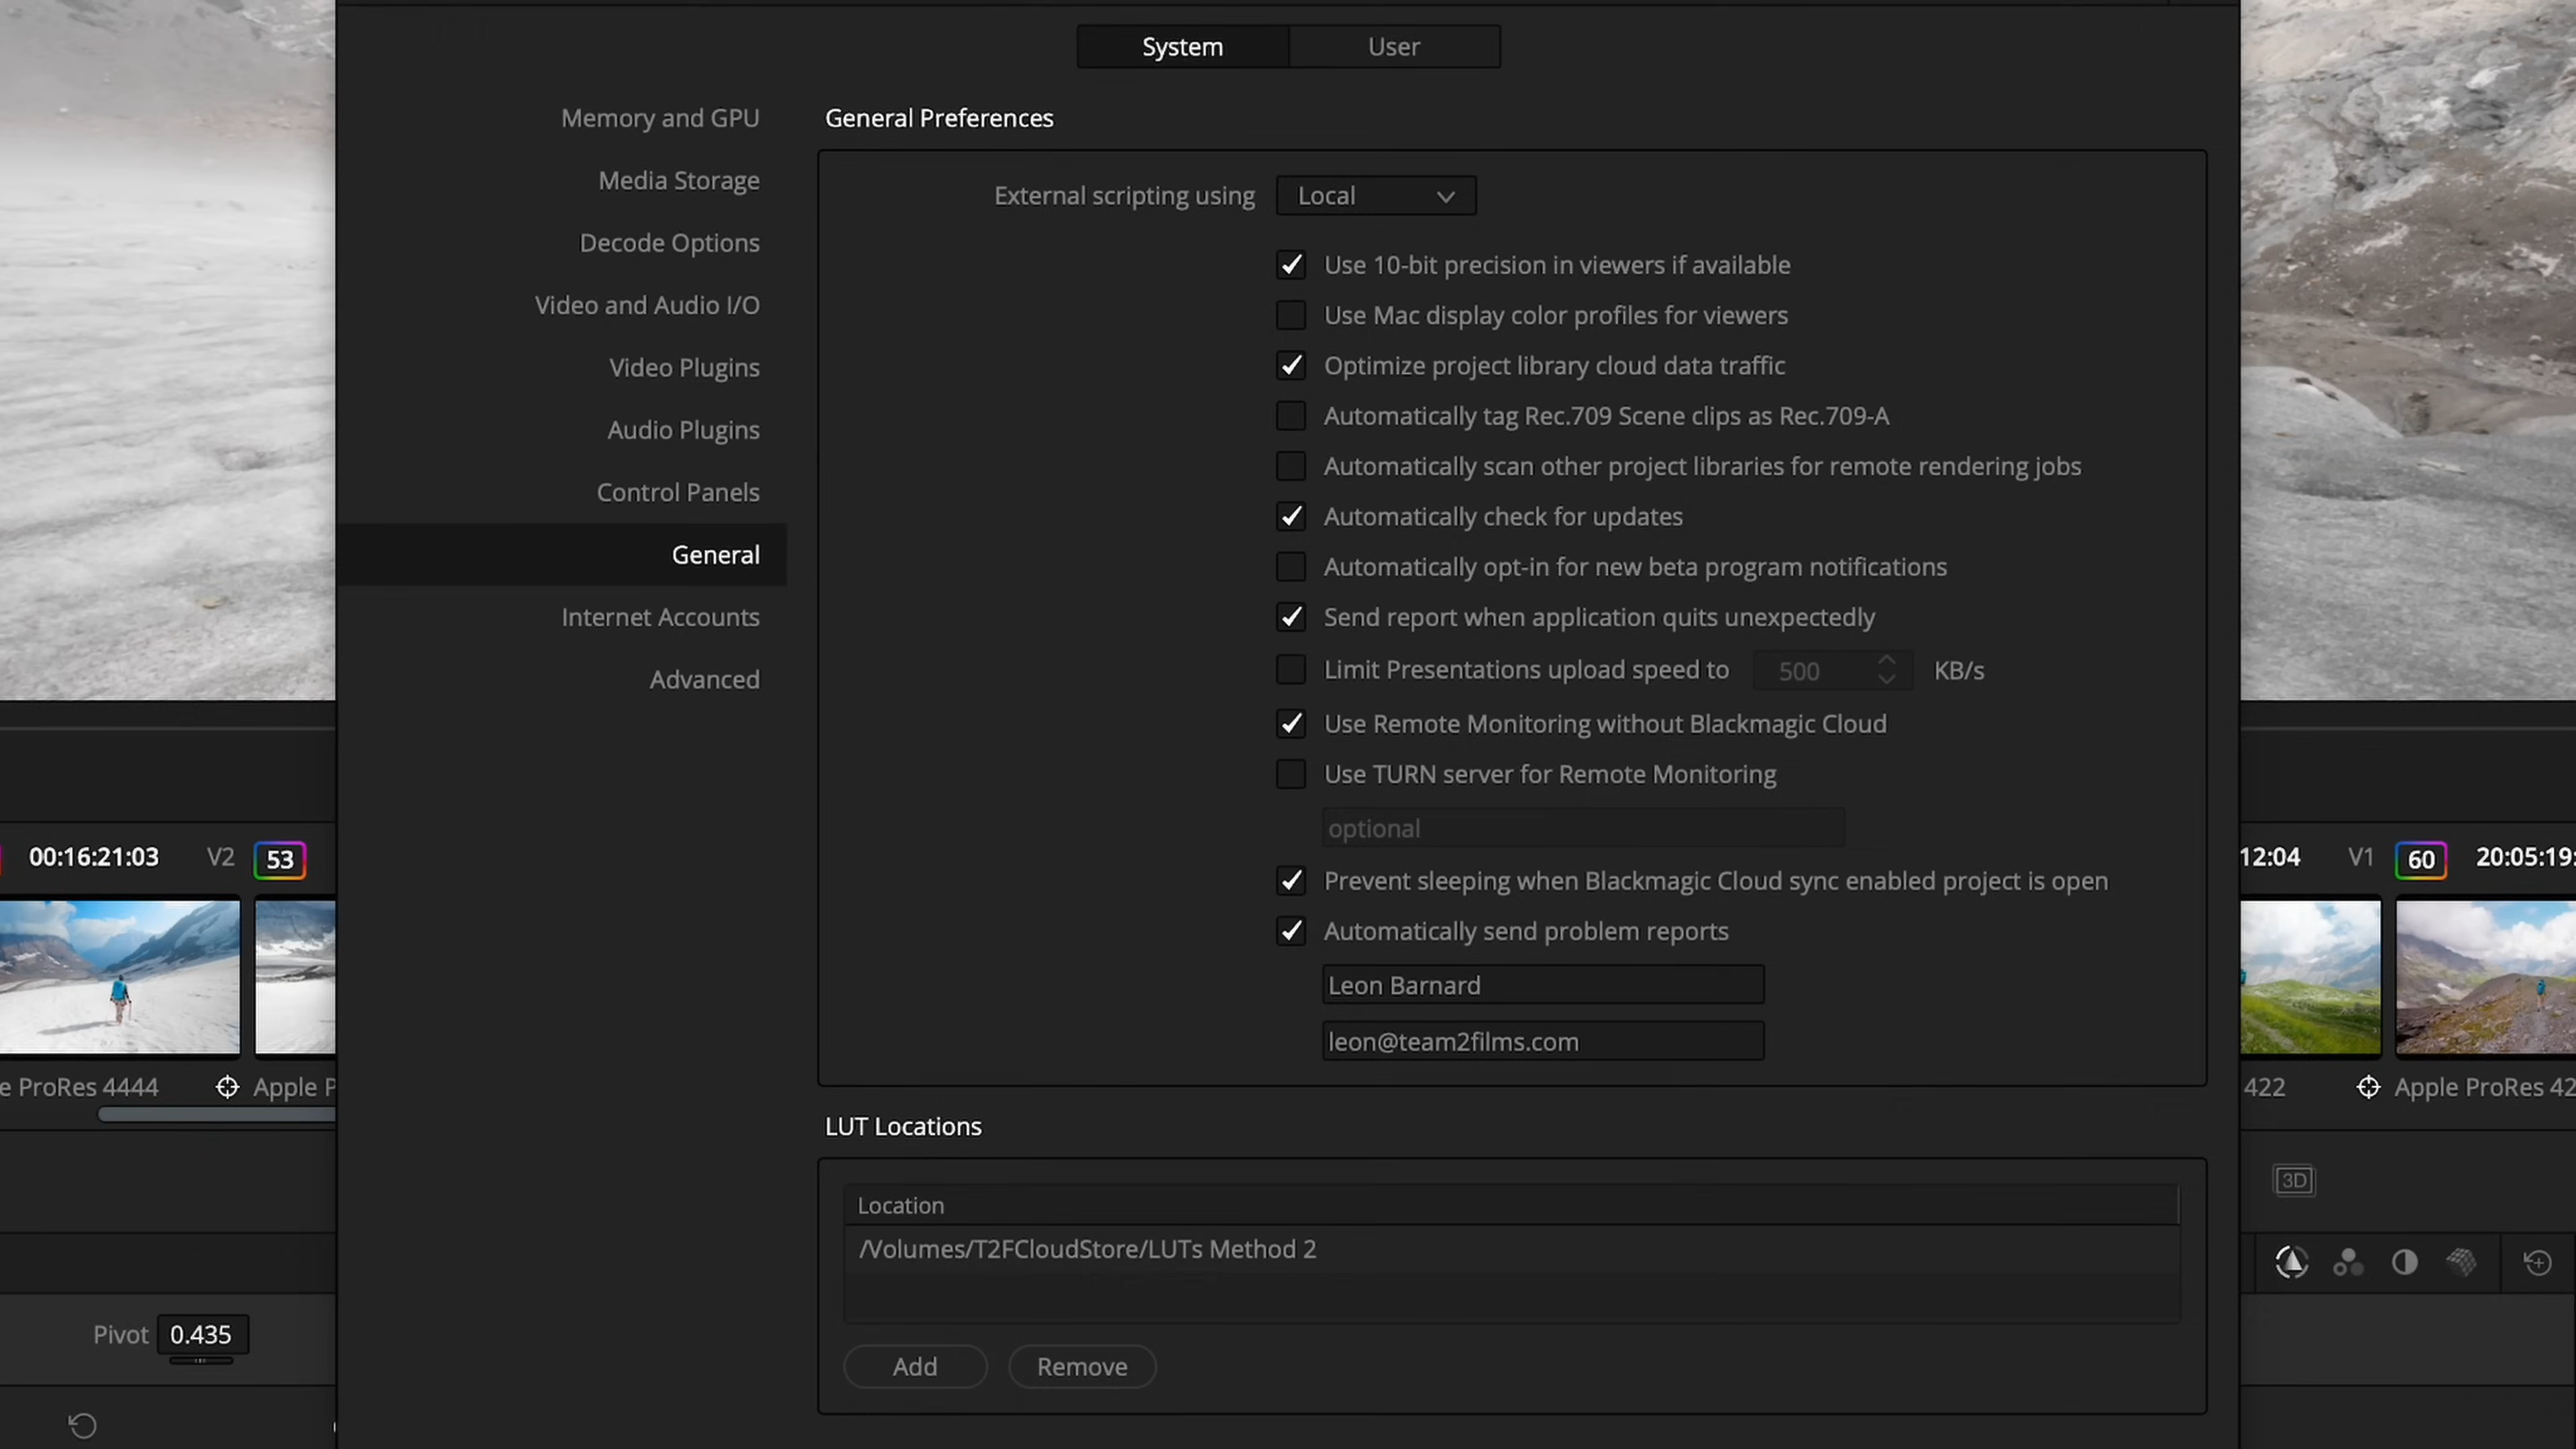 System
User
Memory and GPU
Media Storage
Decode Options
Video and Audio I/O
Video Plugins
Audio Plugins
Control Panels
General
Internet Accounts
Advanced
General Preferences
External scripting using
Local
Use 10-bit precision in viewers if available
Use Mac display color profiles for viewers
Optimize project library cloud data traffic
Automatically tag Rec.709 Scene clips as Rec.709-A
Automatically scan other project libraries for remote rendering jobs
Automatically check for updates
Automatically opt-in for new beta program notifications
Send report when application quits unexpectedly
Limit Presentations upload speed to 500 KB/s
Use Remote Monitoring without Blackmagic Cloud
Use TURN server for Remote Monitoring
optional
Prevent sleeping when Blackmagic Cloud sync enabled project is open
Automatically send problem reports
Leon Barnard
leon@team2films.com
LUT Locations
Location
/Volumes/T2FCloudStore/LUTs Method 2
Add
Remove
00:16:21:03 V2 53
e ProRes 4444
Apple P
Pivot 0.435
12:04 V1 60 20:05:19:
422
Apple ProRes 42
3D